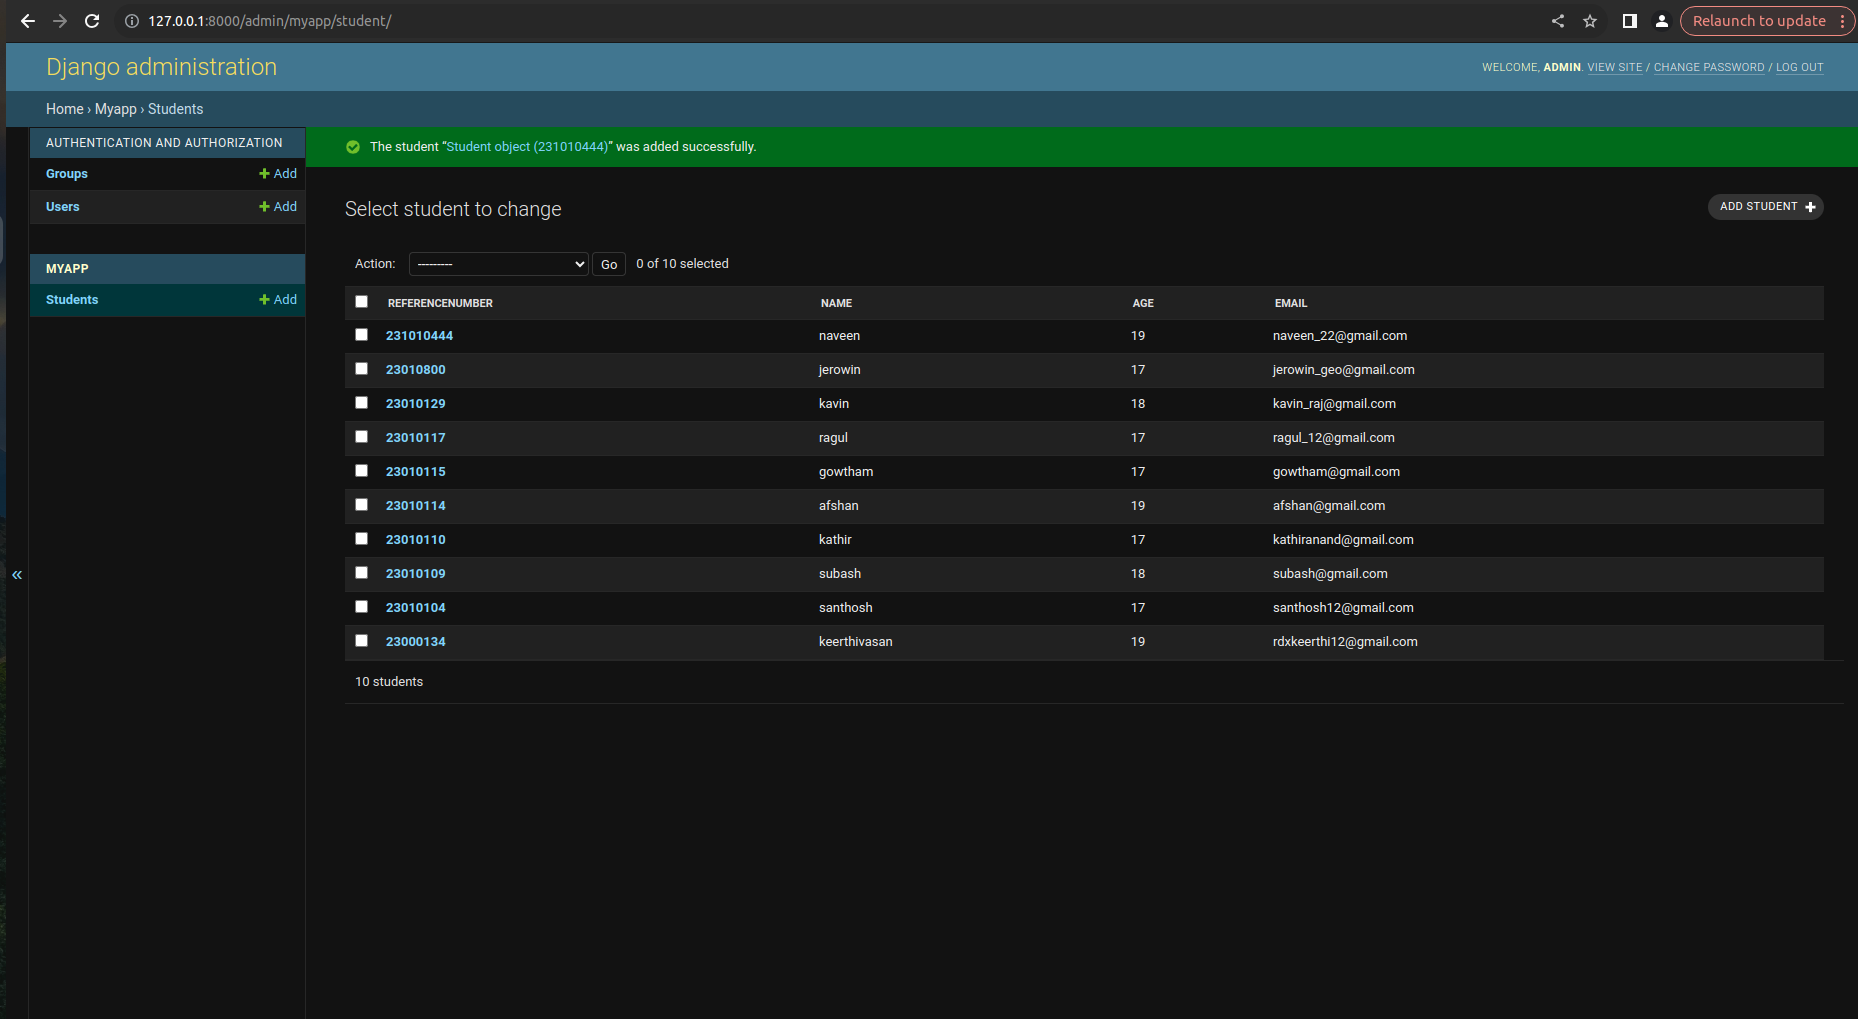 127.0.0.1:8000/admin/myapp/student/
Relaunch to update
Django administration
WELCOME, ADMIN. VIEW SITE / CHANGE PASSWORD / LOG OUT
Home › Myapp › Students
AUTHENTICATION AND AUTHORIZATION
Groups + Add
Users + Add
MYAPP
Students + Add
«
The student “Student object (231010444)” was added successfully.
Select student to change
ADD STUDENT +
Action: --------- Go 0 of 10 selected
REFERENCENUMBER NAME AGE EMAIL
231010444 naveen 19 naveen_22@gmail.com
23010800 jerowin 17 jerowin_geo@gmail.com
23010129 kavin 18 kavin_raj@gmail.com
23010117 ragul 17 ragul_12@gmail.com
23010115 gowtham 17 gowtham@gmail.com
23010114 afshan 19 afshan@gmail.com
23010110 kathir 17 kathiranand@gmail.com
23010109 subash 18 subash@gmail.com
23010104 santhosh 17 santhosh12@gmail.com
23000134 keerthivasan 19 rdxkeerthi12@gmail.com
10 students